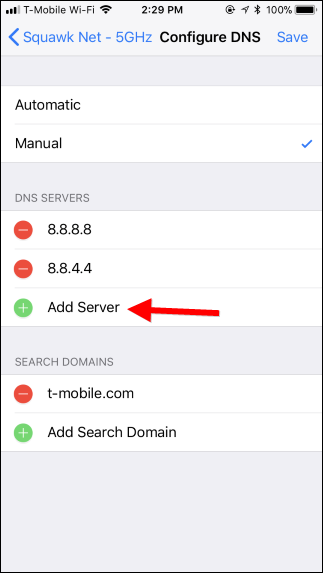 T-Mobile Wi-Fi 2:29 PM 100%
Squawk Net - 5GHz Configure DNS Save
Automatic
Manual
DNS SERVERS
8.8.8.8
8.8.4.4
Add Server
SEARCH DOMAINS
t-mobile.com
Add Search Domain